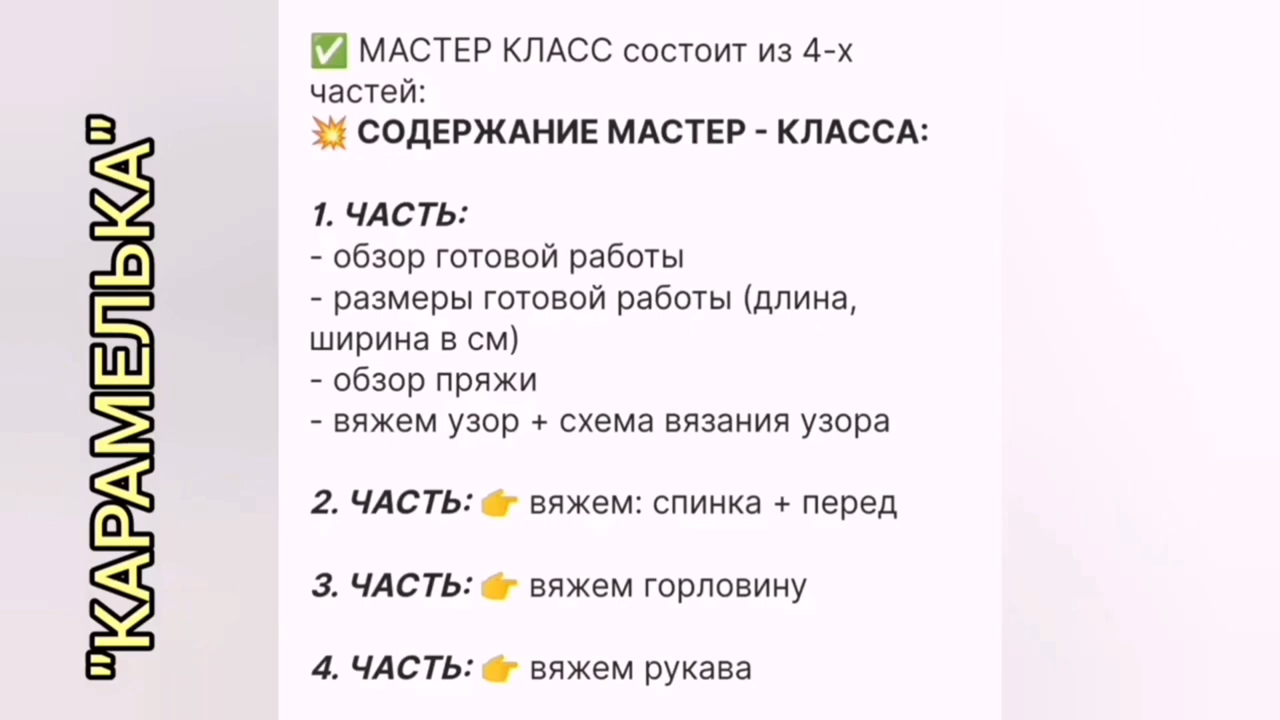 "КАРАМЕЛЬКА"
✅ МАСТЕР КЛАСС состоит из 4-х
частей:
💥 СОДЕРЖАНИЕ МАСТЕР - КЛАССА:
1. ЧАСТЬ:
- обзор готовой работы
- размеры готовой работы (длина,
ширина в см)
- обзор пряжи
- вяжем узор + схема вязания узора
2. ЧАСТЬ: 👉 вяжем: спинка + перед
3. ЧАСТЬ: 👉 вяжем горловину
4. ЧАСТЬ: 👉 вяжем рукава